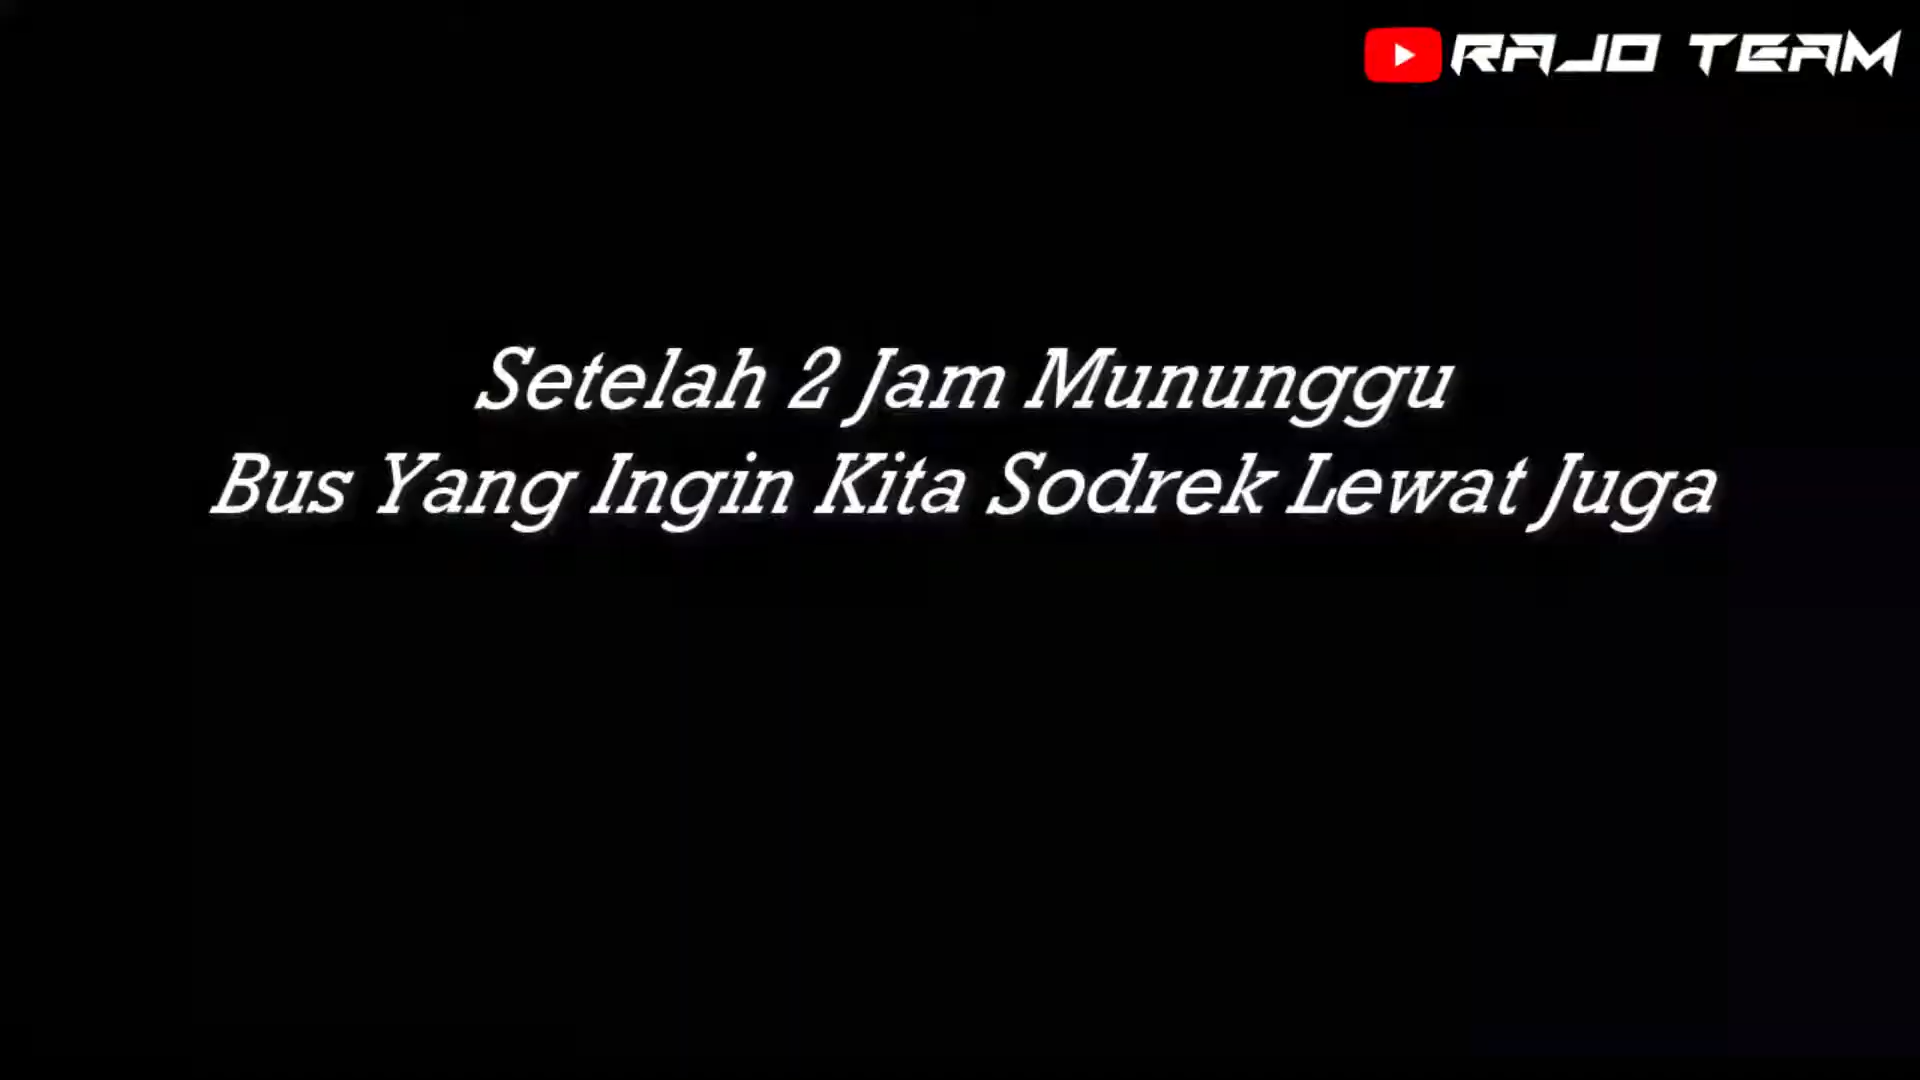 RAJO TEAM
Setelah 2 Jam Mununggu
Bus Yang Ingin Kita Sodrek Lewat Juga